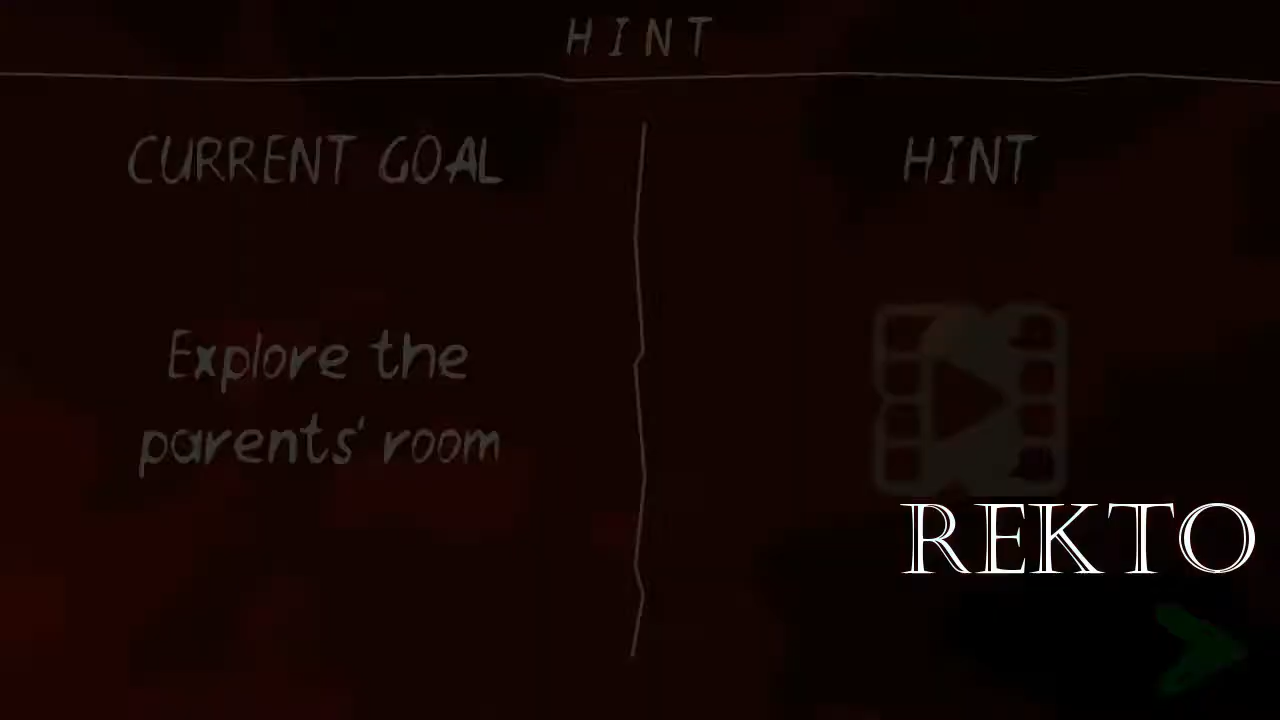 HINT
CURRENT GOAL
Explore the
parents' room
HINT
REKTO